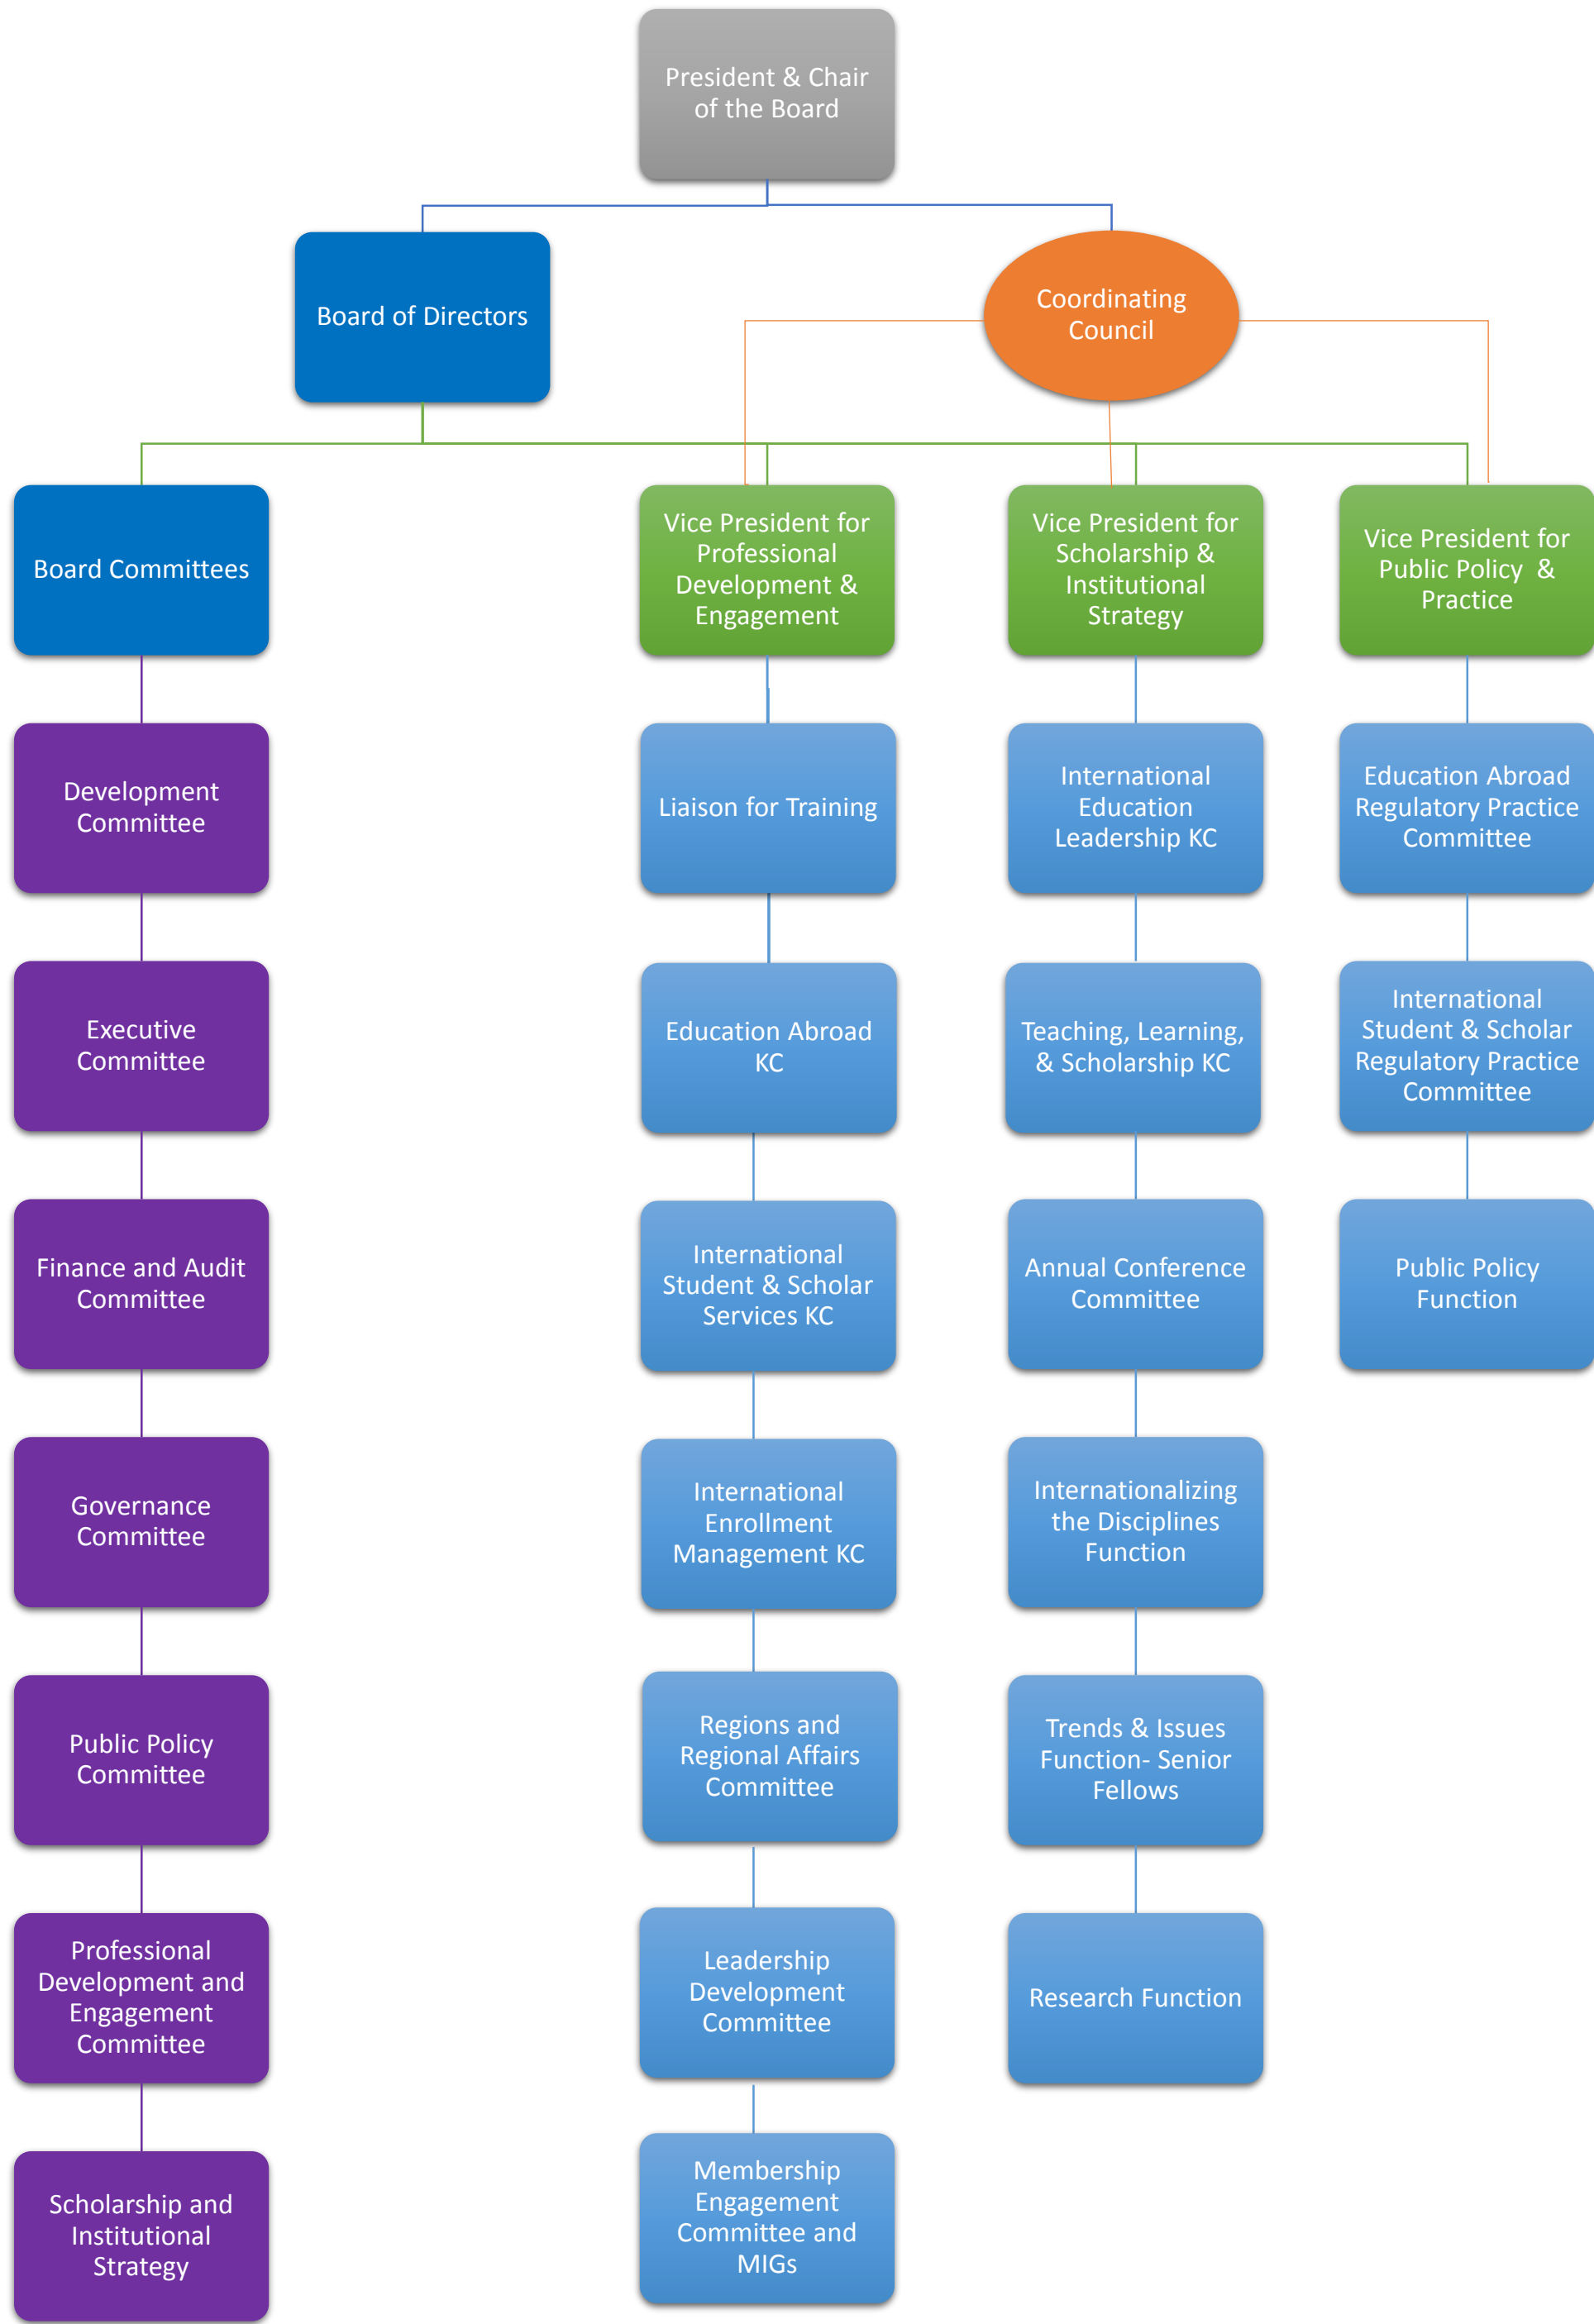 President & Chair
of the Board
Board of Directors
Coordinating
Council
Board Committees
Vice President for
Professional
Development &
Engagement
Vice President for
Scholarship &
Institutional
Strategy
Vice President for
Public Policy  &
Practice
Development
Committee
Liaison for Training
International
Education
Leadership KC
Education Abroad
Regulatory Practice
Committee
Executive
Committee
Education Abroad
KC
Teaching, Learning,
& Scholarship KC
International
Student & Scholar
Regulatory Practice
Committee
Finance and Audit
Committee
International
Student & Scholar
Services KC
Annual Conference
Committee
Public Policy
Function
Governance
Committee
International
Enrollment
Management KC
Internationalizing
the Disciplines
Function
Public Policy
Committee
Regions and
Regional Affairs
Committee
Trends & Issues
Function- Senior
Fellows
Professional
Development and
Engagement
Committee
Leadership
Development
Committee
Research Function
Scholarship and
Institutional
Strategy
Membership
Engagement
Committee and
MIGs